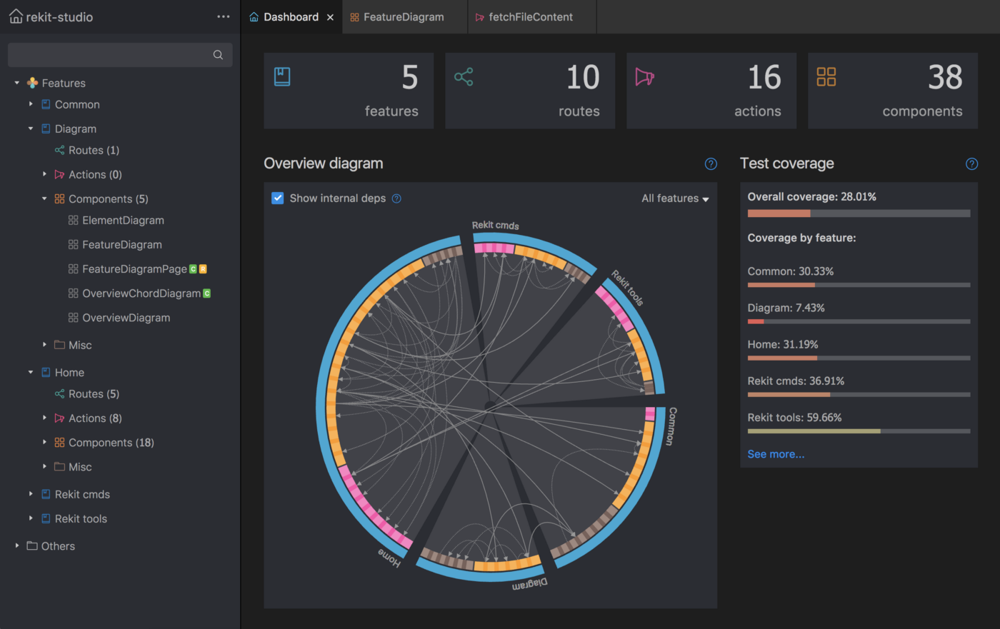 rekit-studio
Dashboard
FeatureDiagram
fetchFileContent
Features
Common
Diagram
Routes (1)
Actions (0)
Components (5)
ElementDiagram
FeatureDiagram
FeatureDiagramPage C R
OverviewChordDiagram C
OverviewDiagram
Misc
Home
Routes (5)
Actions (8)
Components (18)
Misc
Rekit cmds
Rekit tools
Others
5
features
10
routes
16
actions
38
components
Overview diagram
?
Show internal deps ?
All features
Rekit cmds
Rekit tools
Common
Diagram
Home
Test coverage
?
Overall coverage: 28.01%
Coverage by feature:
Common: 30.33%
Diagram: 7.43%
Home: 31.19%
Rekit cmds: 36.91%
Rekit tools: 59.66%
See more...